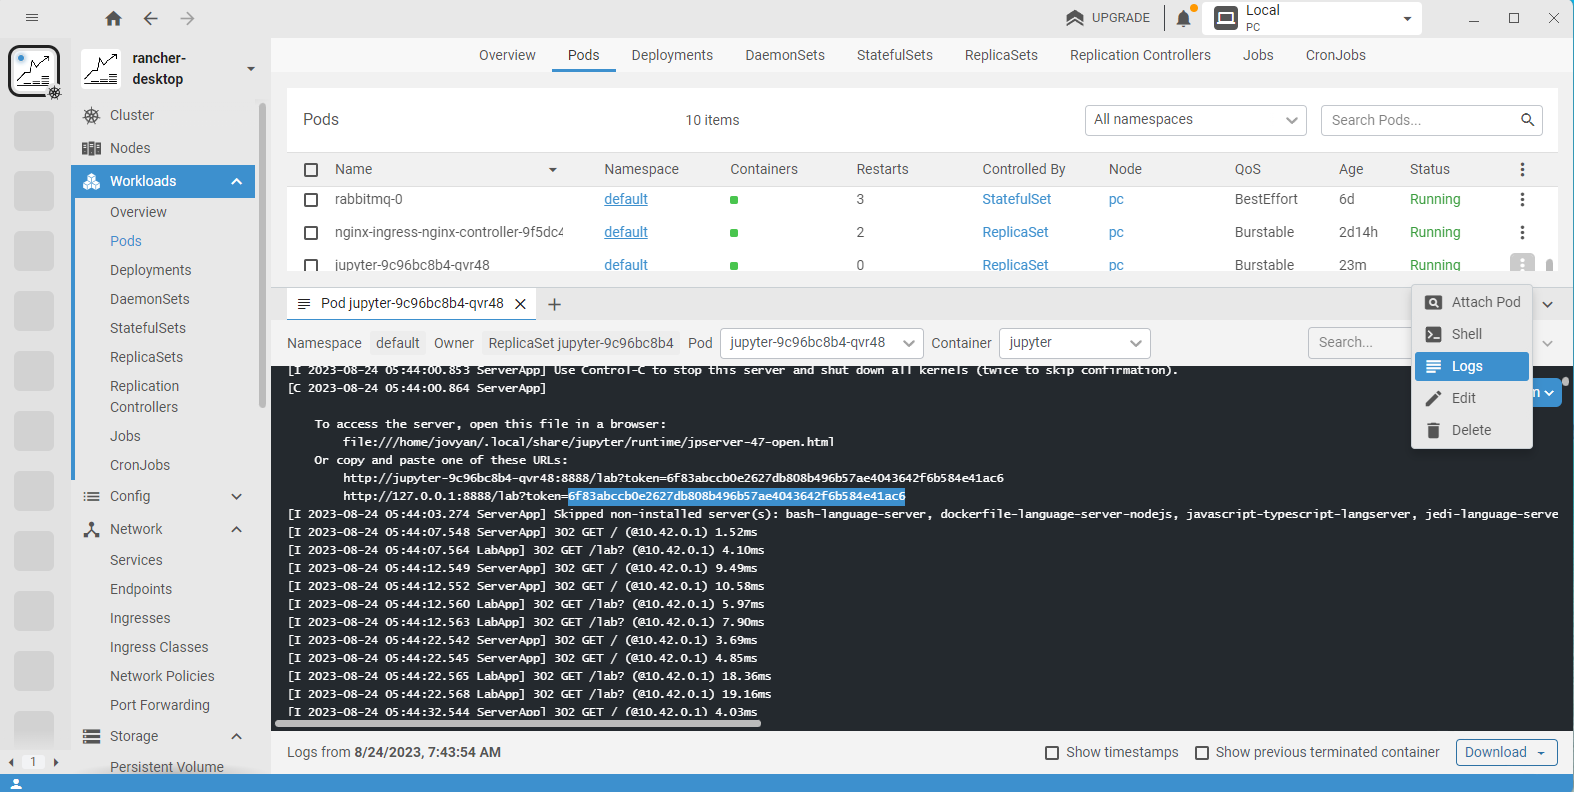 UPGRADE
Local
PC
rancher-
desktop
Cluster
Nodes
Workloads
Overview
Pods
Deployments
DaemonSets
StatefulSets
ReplicaSets
Replication
Controllers
Jobs
CronJobs
Config
Network
Services
Endpoints
Ingresses
Ingress Classes
Network Policies
Port Forwarding
Storage
Persistent Volume
1
Overview Pods Deployments DaemonSets StatefulSets ReplicaSets Replication Controllers Jobs CronJobs
Pods 10 items All namespaces Search Pods...
Name Namespace Containers Restarts Controlled By Node QoS Age Status
rabbitmq-0 default 3 StatefulSet pc BestEffort 6d Running
nginx-ingress-nginx-controller-9f5dc4 default 2 ReplicaSet pc Burstable 2d14h Running
jupyter-9c96bc8b4-qvr48 default 0 ReplicaSet pc Burstable 23m Running
Pod jupyter-9c96bc8b4-qvr48
Namespace default Owner ReplicaSet jupyter-9c96bc8b4 Pod jupyter-9c96bc8b4-qvr48 Container jupyter Search...
Attach Pod
Shell
Logs
Edit
Delete
[I 2023-08-24 05:44:00.853 ServerApp] Use Control-C to stop this server and shut down all kernels (twice to skip confirmation).
[C 2023-08-24 05:44:00.864 ServerApp]
To access the server, open this file in a browser:
file:///home/jovyan/.local/share/jupyter/runtime/jpserver-47-open.html
Or copy and paste one of these URLs:
http://jupyter-9c96bc8b4-qvr48:8888/lab?token=6f83abccb0e2627db808b496b57ae4043642f6b584e41ac6
http://127.0.0.1:8888/lab?token=6f83abccb0e2627db808b496b57ae4043642f6b584e41ac6
[I 2023-08-24 05:44:03.274 ServerApp] Skipped non-installed server(s): bash-language-server, dockerfile-language-server-nodejs, javascript-typescript-langserver, jedi-language-serve
[I 2023-08-24 05:44:07.548 ServerApp] 302 GET / (@10.42.0.1) 1.52ms
[I 2023-08-24 05:44:07.564 LabApp] 302 GET /lab? (@10.42.0.1) 4.10ms
[I 2023-08-24 05:44:12.549 ServerApp] 302 GET / (@10.42.0.1) 9.49ms
[I 2023-08-24 05:44:12.552 ServerApp] 302 GET / (@10.42.0.1) 10.58ms
[I 2023-08-24 05:44:12.560 LabApp] 302 GET /lab? (@10.42.0.1) 5.97ms
[I 2023-08-24 05:44:12.563 LabApp] 302 GET /lab? (@10.42.0.1) 7.90ms
[I 2023-08-24 05:44:22.542 ServerApp] 302 GET / (@10.42.0.1) 3.69ms
[I 2023-08-24 05:44:22.545 ServerApp] 302 GET / (@10.42.0.1) 4.85ms
[I 2023-08-24 05:44:22.565 LabApp] 302 GET /lab? (@10.42.0.1) 18.36ms
[I 2023-08-24 05:44:22.568 LabApp] 302 GET /lab? (@10.42.0.1) 19.16ms
[I 2023-08-24 05:44:32.544 ServerApp] 302 GET / (@10.42.0.1) 4.03ms
Logs from 8/24/2023, 7:43:54 AM Show timestamps Show previous terminated container Download